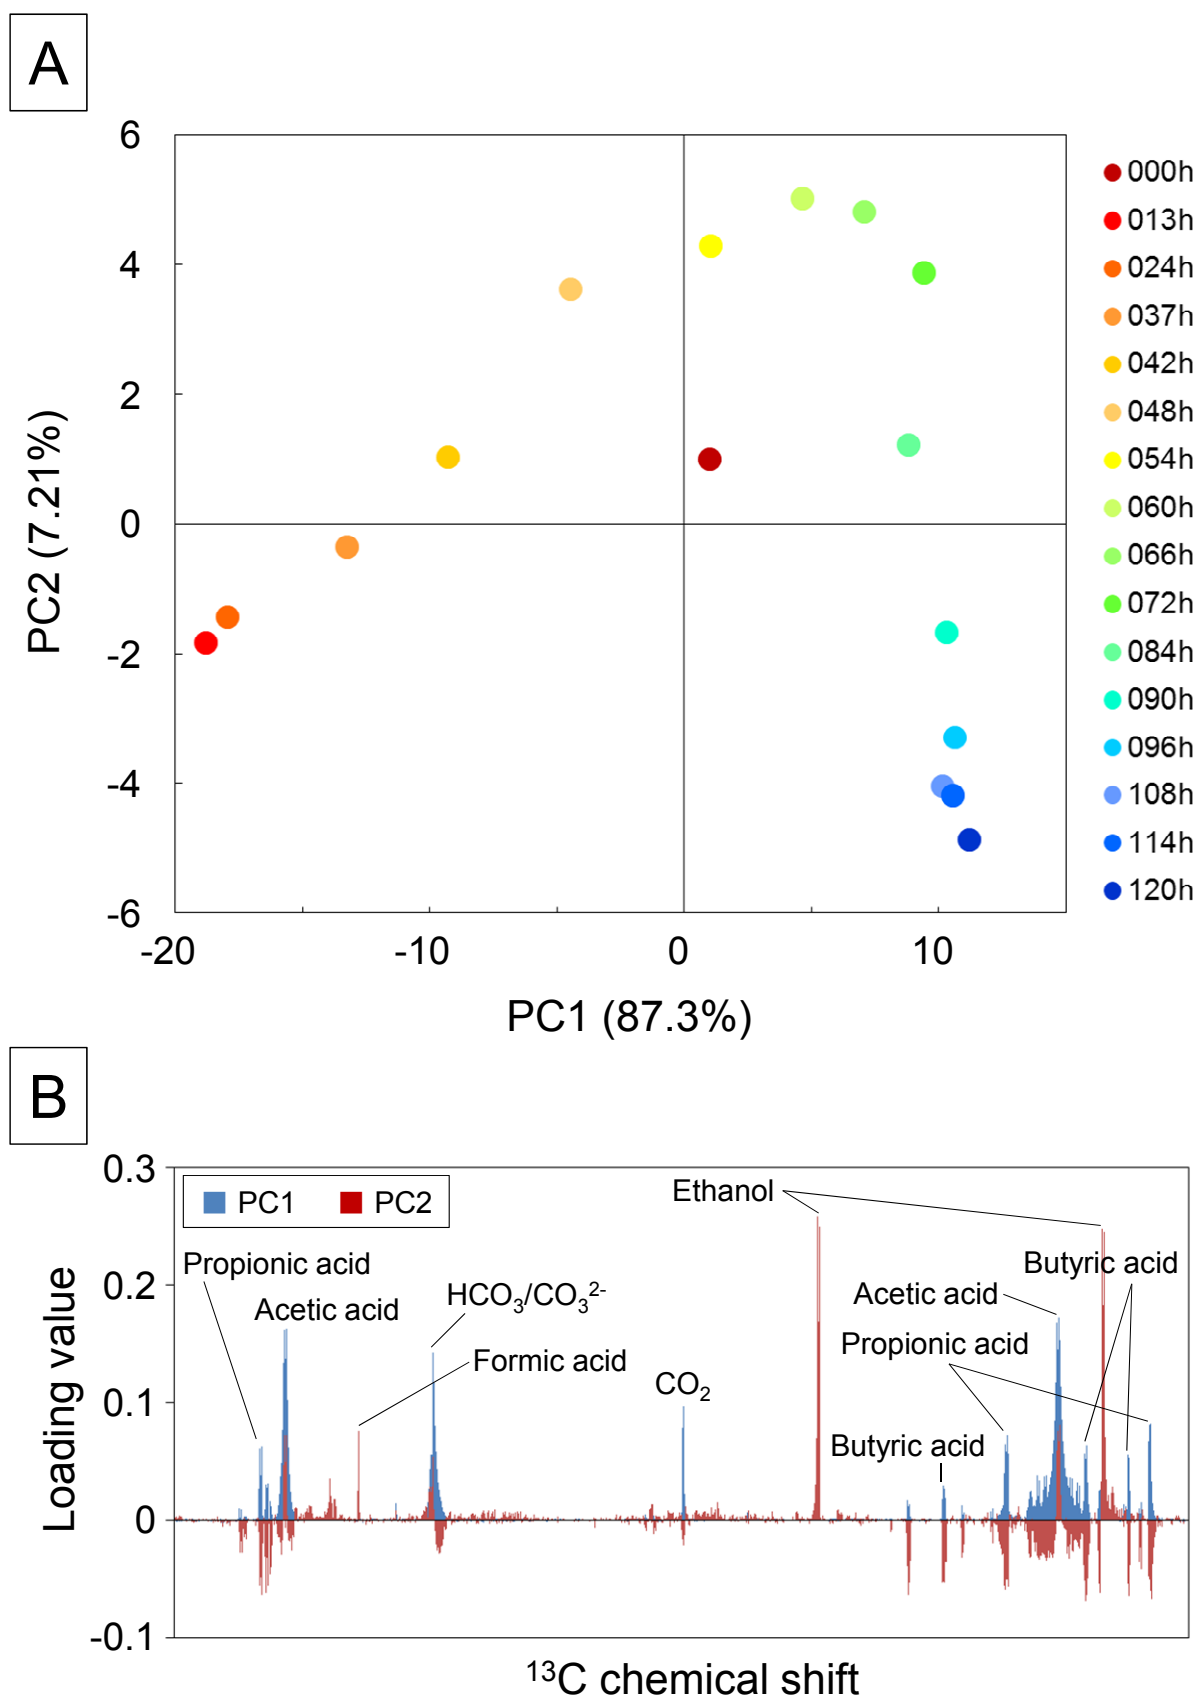 A
6
4
2
0
-2
-4
-6
PC2 (7.21%)
-20
-10
0
10
PC1 (87.3%)
000h
013h
024h
037h
042h
048h
054h
060h
066h
072h
084h
090h
096h
108h
114h
120h
B
0.3
0.2
0.1
0
-0.1
Loading value
PC1 PC2
Propionic acid
Acetic acid
HCO₃/CO₃²⁻
Formic acid
CO₂
Ethanol
Butyric acid
Acetic acid
Propionic acid
Butyric acid
¹³C chemical shift